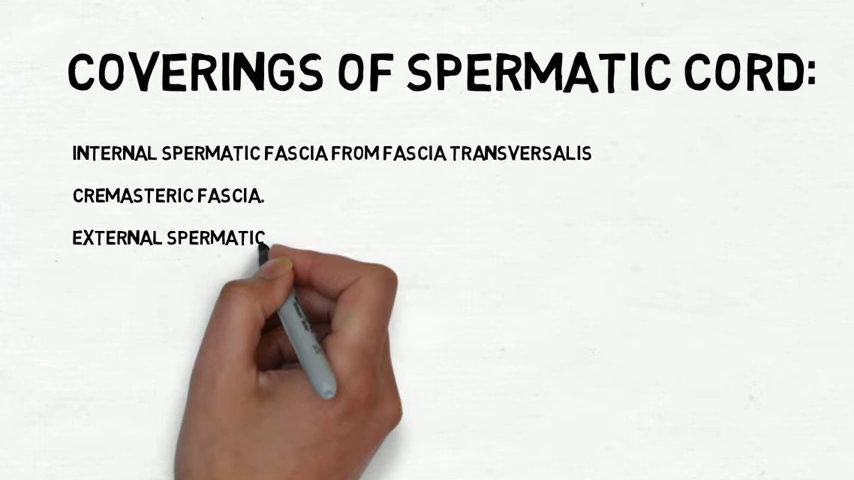 COVERINGS OF SPERMATIC CORD:
INTERNAL SPERMATIC FASCIA FROM FASCIA TRANSVERSALIS
CREMASTERIC FASCIA.
EXTERNAL SPERMATIC